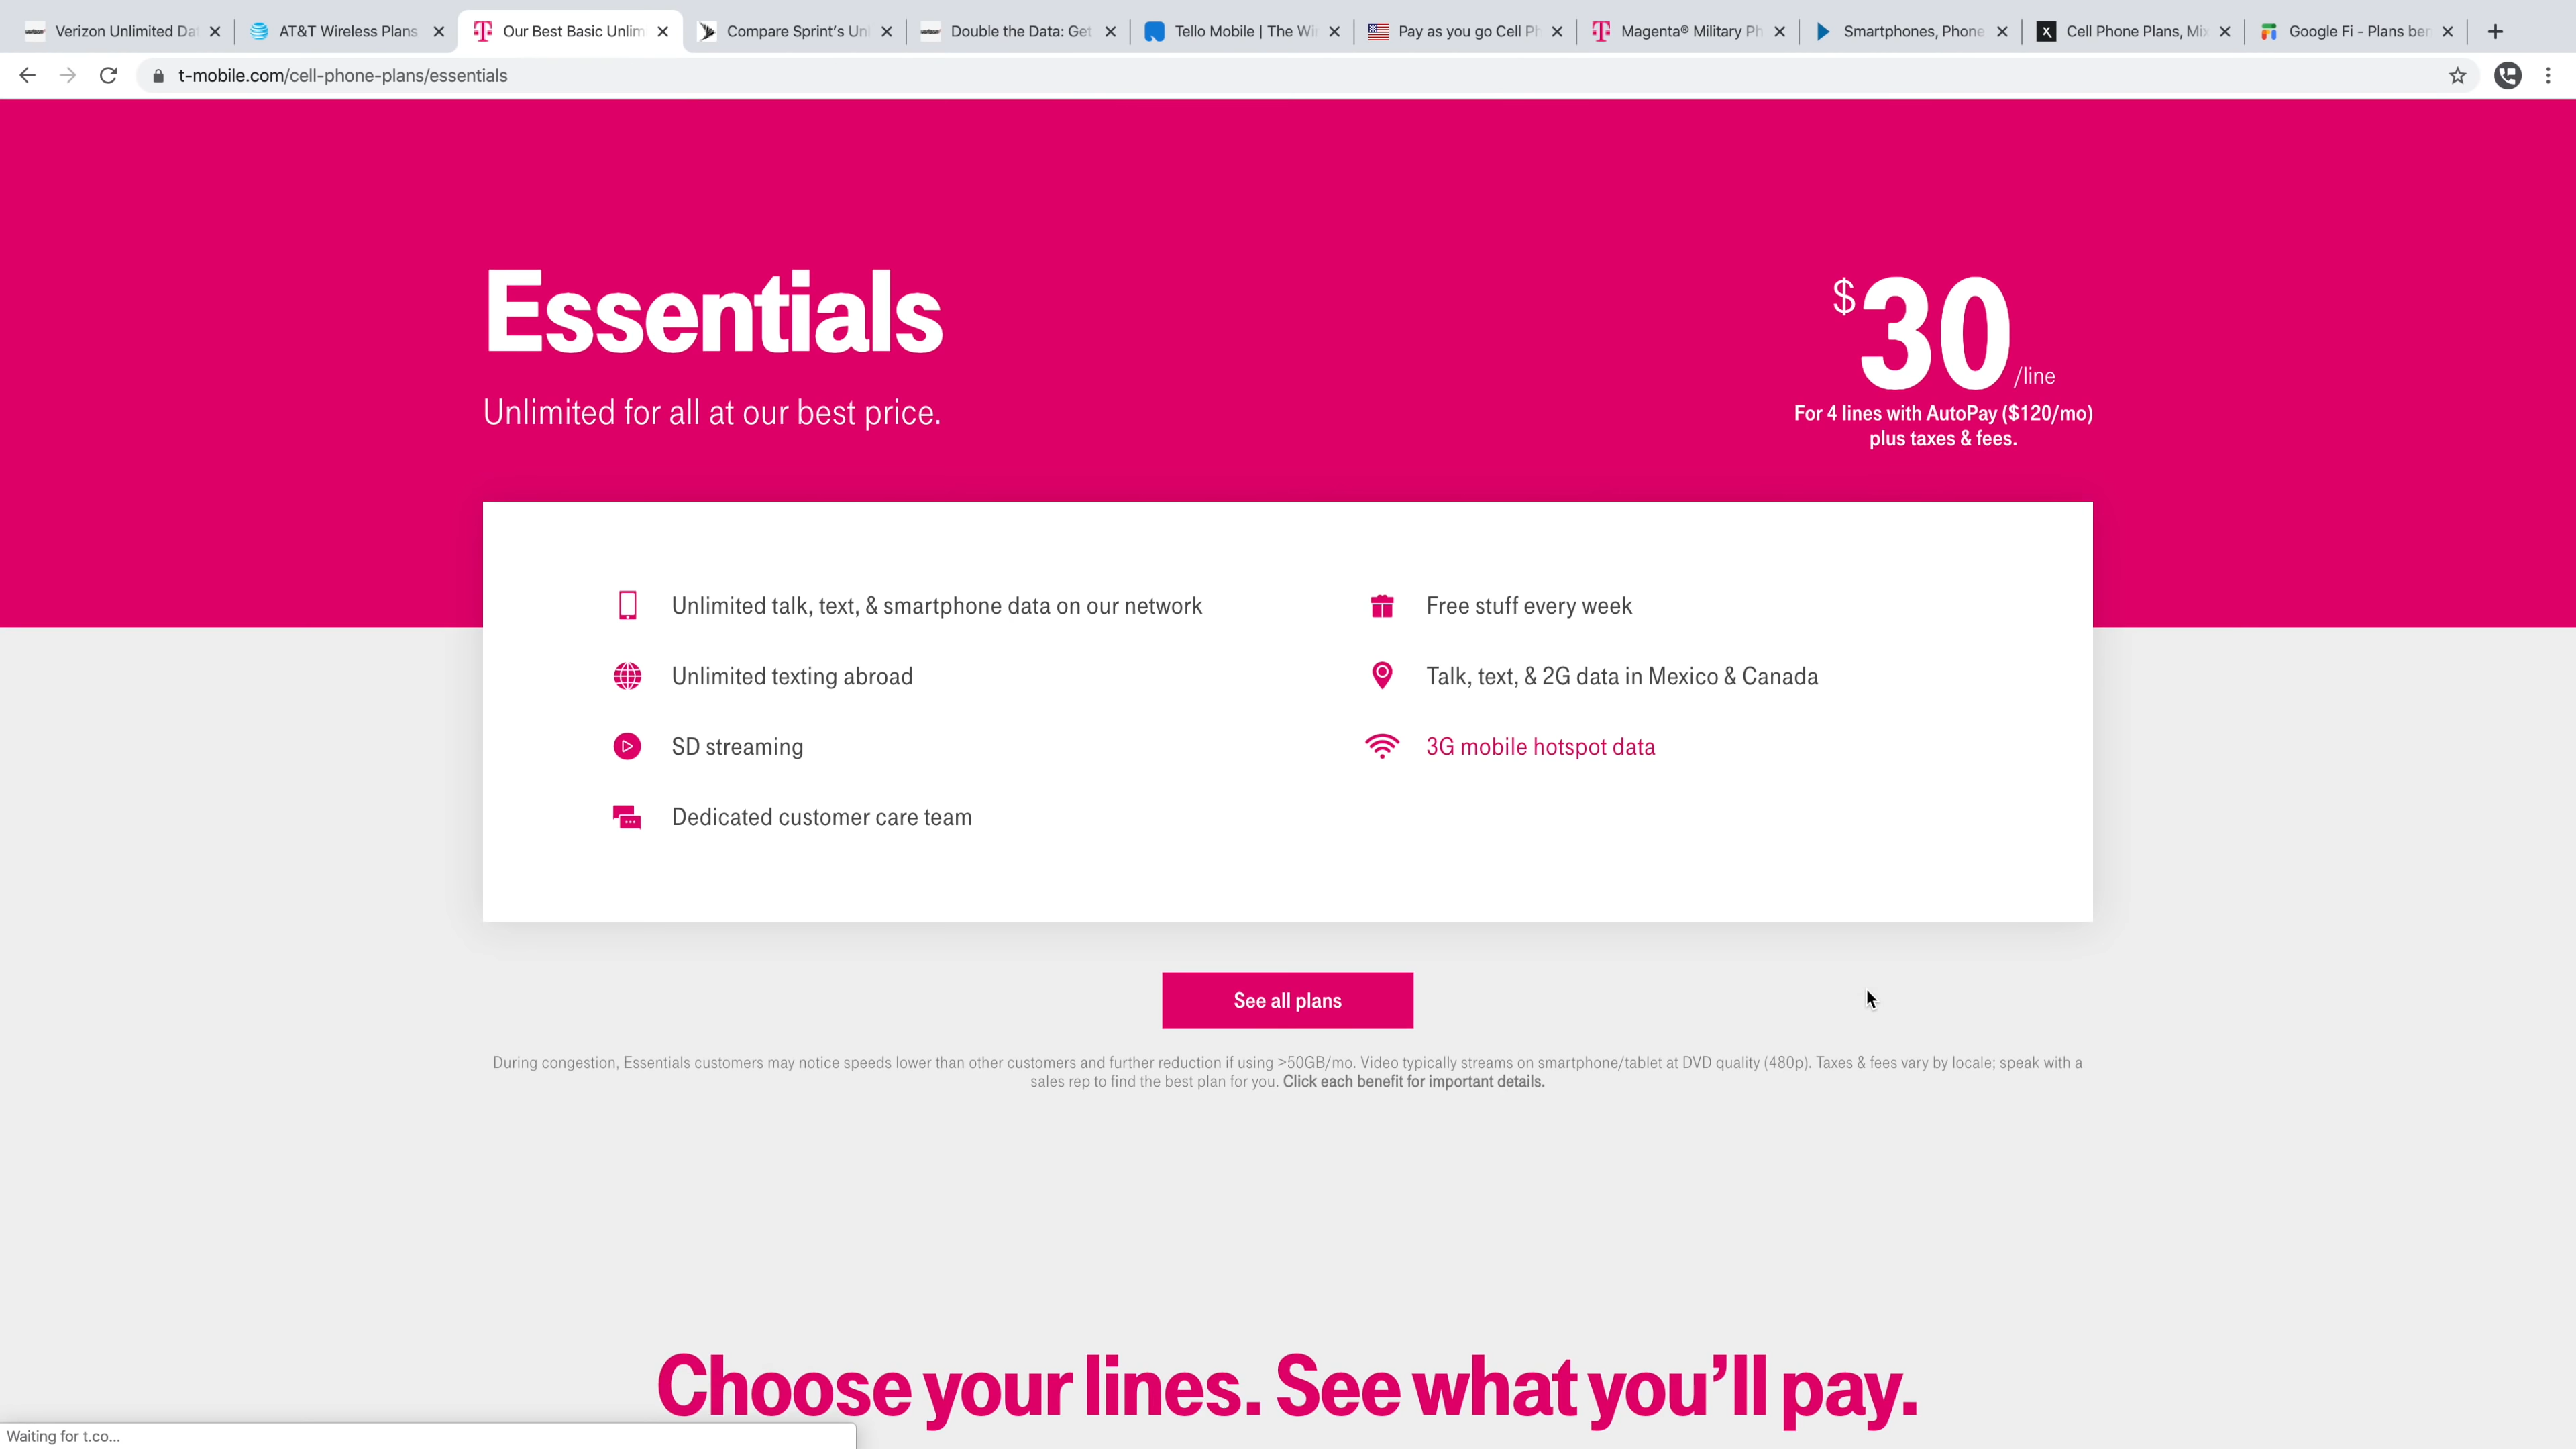 Verizon Unlimited Da
AT&T Wireless Plans
Our Best Basic Unlim
Compare Sprint's Un
Double the Data: Get
Tello Mobile | The Wi
Pay as you go Cell P
Magenta® Military Ph
Smartphones, Phone
Cell Phone Plans, Mi
Google Fi - Plans ber
t-mobile.com/cell-phone-plans/essentials
Essentials
Unlimited for all at our best price.
$30/line
For 4 lines with AutoPay ($120/mo)
plus taxes & fees.
Unlimited talk, text, & smartphone data on our network
Free stuff every week
Unlimited texting abroad
Talk, text, & 2G data in Mexico & Canada
SD streaming
3G mobile hotspot data
Dedicated customer care team
See all plans
During congestion, Essentials customers may notice speeds lower than other customers and further reduction if using >50GB/mo. Video typically streams on smartphone/tablet at DVD quality (480p). Taxes & fees vary by locale; speak with a
sales rep to find the best plan for you. Click each benefit for important details.
Choose your lines. See what you'll pay.
Waiting for t.co...